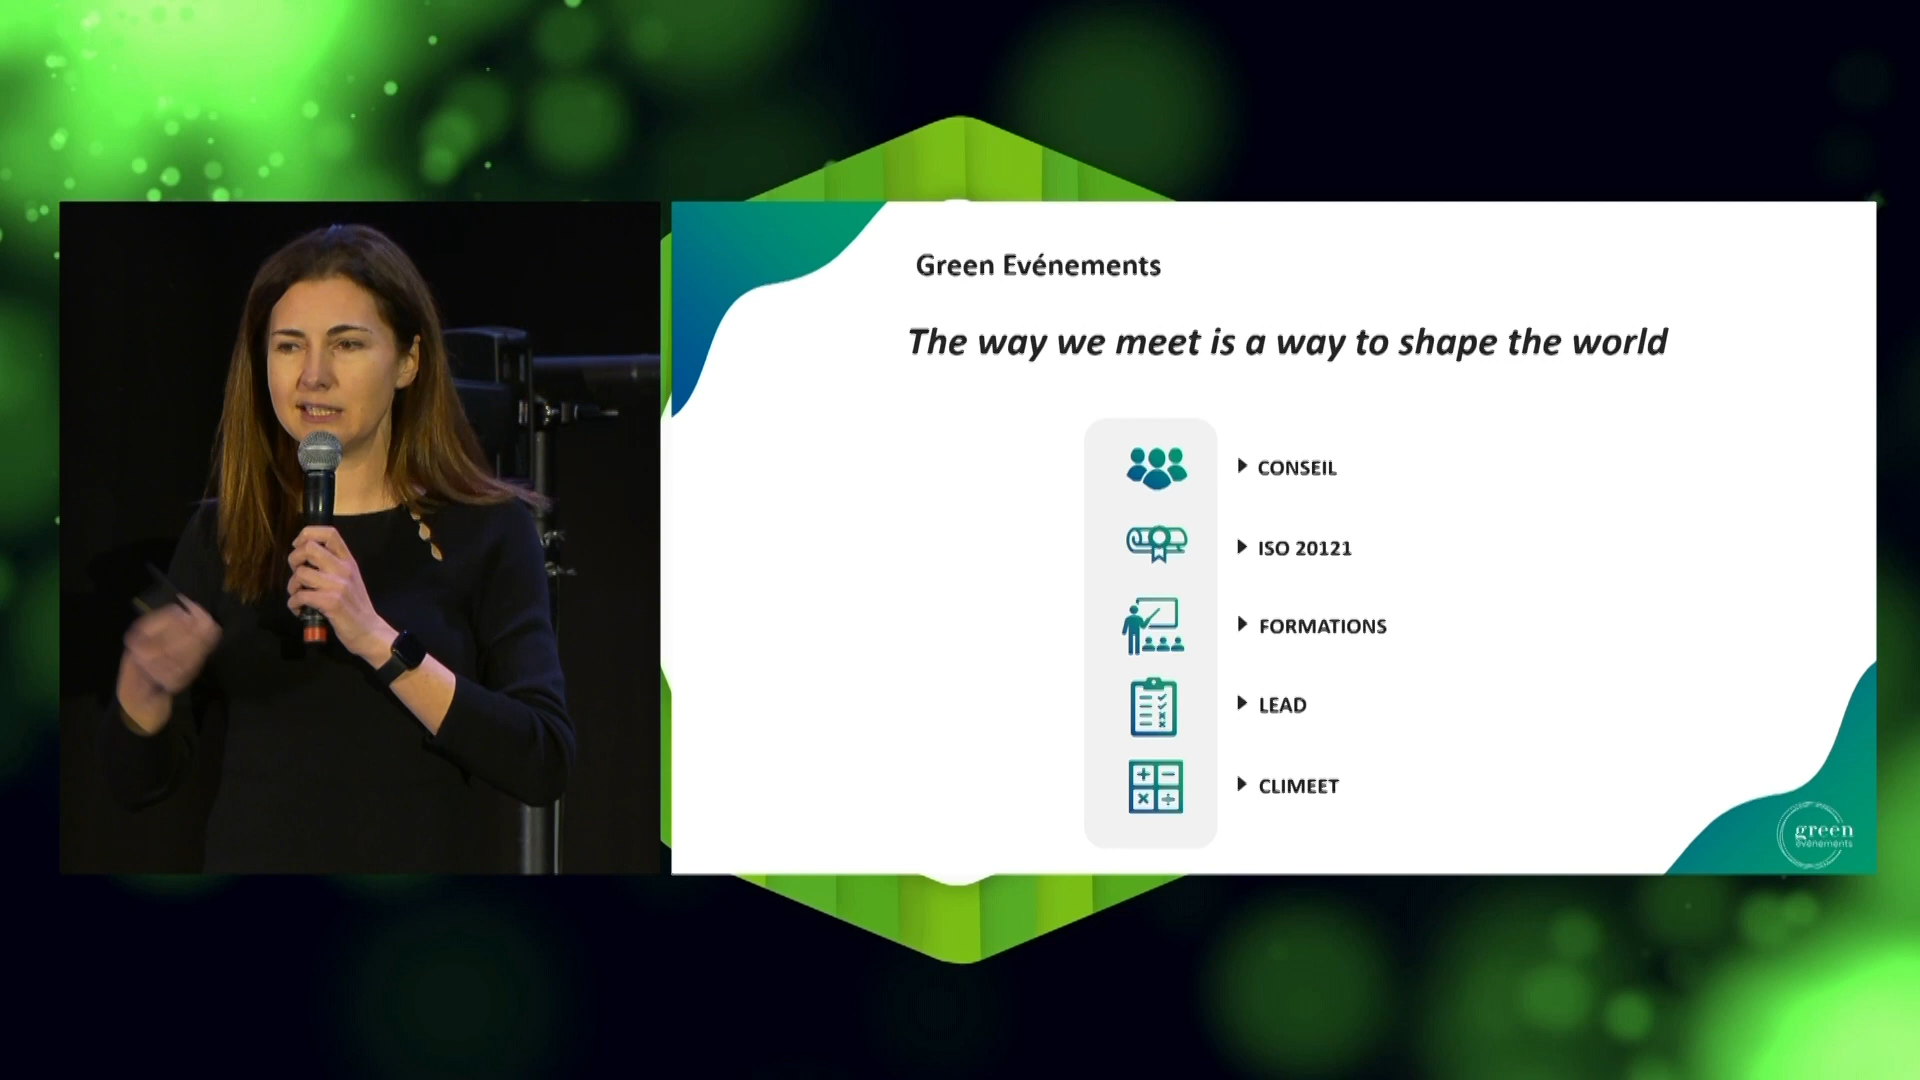 Green Evénements
The way we meet is a way to shape the world
CONSEIL
ISO 20121
FORMATIONS
LEAD
CLIMEET
green
evénements